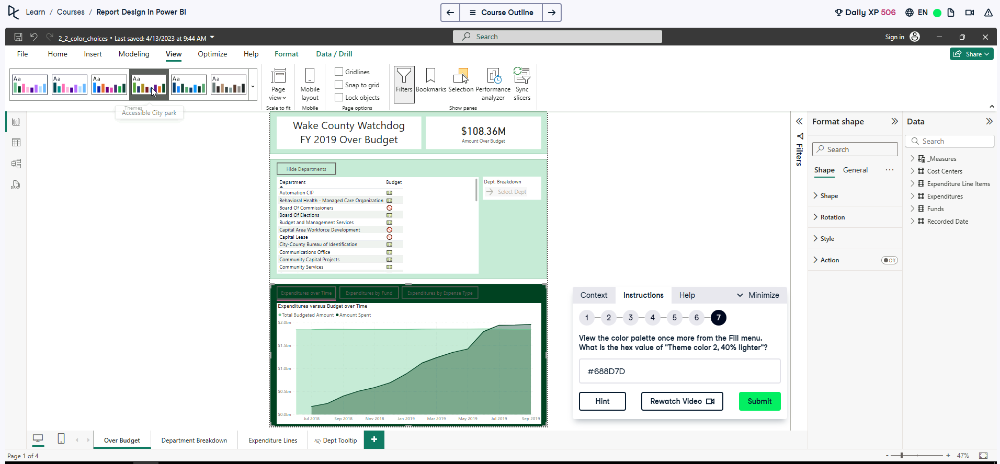 Learn / Courses / Report Design in Power BI
Course Outline
Daily XP 506
EN
2_2_color_choices • Last saved: 4/13/2023 at 9:44 AM
Search
Sign in
File
Home
Insert
Modeling
View
Optimize
Help
Format
Data / Drill
Share
Aa
Aa
Aa
Aa
Aa
Aa
Themes
Accessible City park
Page view
Scale to fit
Mobile layout
Mobile
Gridlines
Snap to grid
Lock objects
Page options
Filters
Bookmarks
Selection
Performance analyzer
Sync slicers
Show panes
DAX
Wake County Watchdog
FY 2019 Over Budget
$108.36M
Amount Over Budget
Hide Departments
Department Budget
Automation CIP
Behavioral Health - Managed Care Organization
Board Of Commissioners
Board Of Elections
Budget and Management Services
Capital Area Workforce Development
Capital Lease
City-County Bureau of Identification
Communications Office
Community Capital Projects
Community Services
Dept. Breakdown
Select Dept
Expenditures over Time
Expenditures by Fund
Expenditures by Expense Type
Expenditures versus Budget over Time
Total Budgeted Amount Amount Spent
$2.0bn
$1.5bn
$1.0bn
$0.5bn
$0.0bn
Jul 2018 Sep 2018 Nov 2018 Jan 2019 Mar 2019 May 2019 Jul 2019 Sep 2019
Filters
Format shape
Search
Shape
General
...
Shape
Rotation
Style
Action
Off
Data
Search
_Measures
Cost Centers
Expenditure Line Items
Expenditures
Funds
Recorded Date
Context
Instructions
Help
Minimize
1 2 3 4 5 6 7
View the color palette once more from the Fill menu.
What is the hex value of "Theme color 2, 40% lighter"?
#688D7D
Hint
Rewatch Video
Submit
Over Budget
Department Breakdown
Expenditure Lines
Dept Tooltip
+
Page 1 of 4
- + 47%